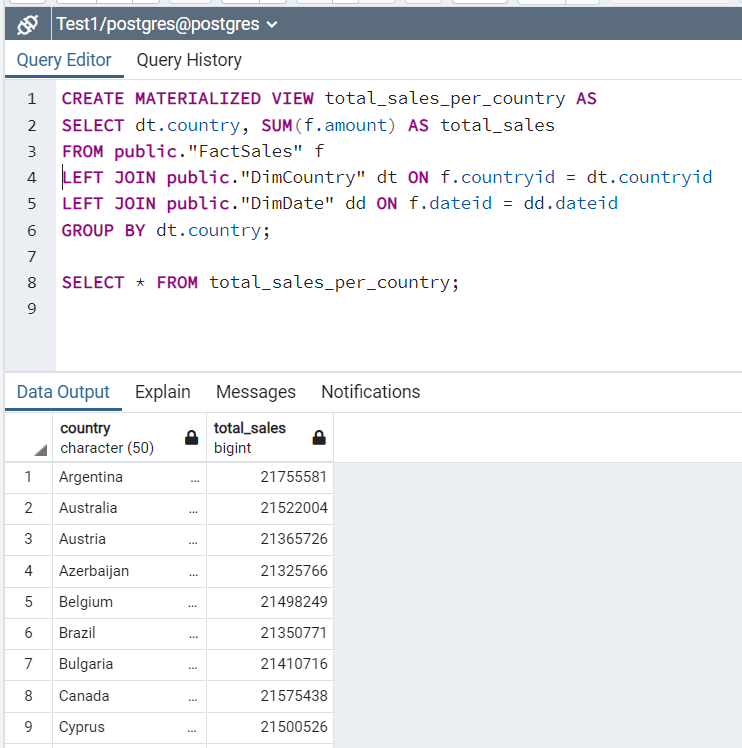 Test1/postgres@postgres
Query Editor Query History
1 CREATE MATERIALIZED VIEW total_sales_per_country AS
2 SELECT dt.country, SUM(f.amount) AS total_sales
3 FROM public."FactSales" f
4 LEFT JOIN public."DimCountry" dt ON f.countryid = dt.countryid
5 LEFT JOIN public."DimDate" dd ON f.dateid = dd.dateid
6 GROUP BY dt.country;
7
8 SELECT * FROM total_sales_per_country;
9
Data Output Explain Messages Notifications
country total_sales
character (50) bigint
1 Argentina ... 21755581
2 Australia ... 21522004
3 Austria ... 21365726
4 Azerbaijan ... 21325766
5 Belgium ... 21498249
6 Brazil ... 21350771
7 Bulgaria ... 21410716
8 Canada ... 21575438
9 Cyprus ... 21500526